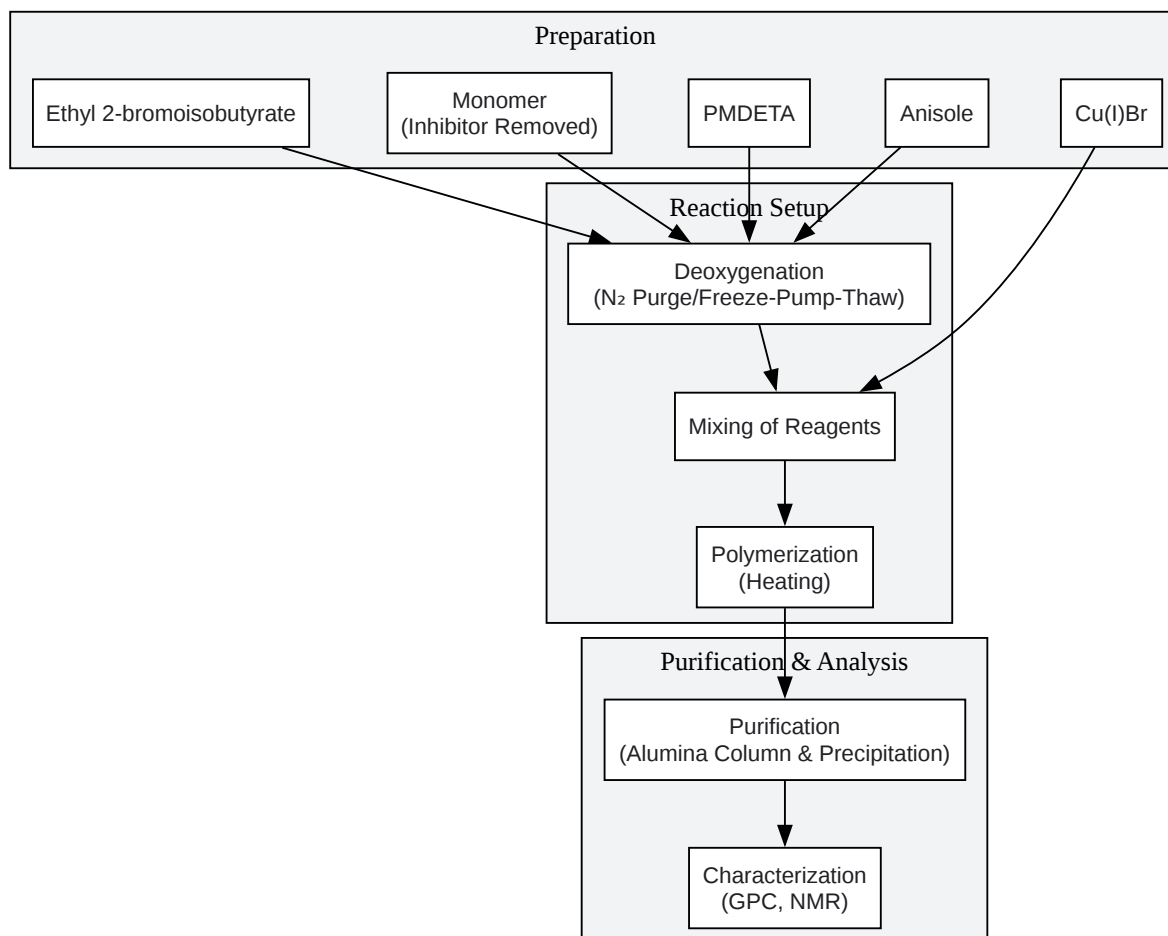 Preparation
Ethyl 2-bromoisobutyrate
Monomer
(Inhibitor Removed)
PMDETA
Anisole
Cu(I)Br
Reaction Setup
Deoxygenation
(N₂ Purge/Freeze-Pump-Thaw)
Mixing of Reagents
Polymerization
(Heating)
Purification & Analysis
Purification
(Alumina Column & Precipitation)
Characterization
(GPC, NMR)